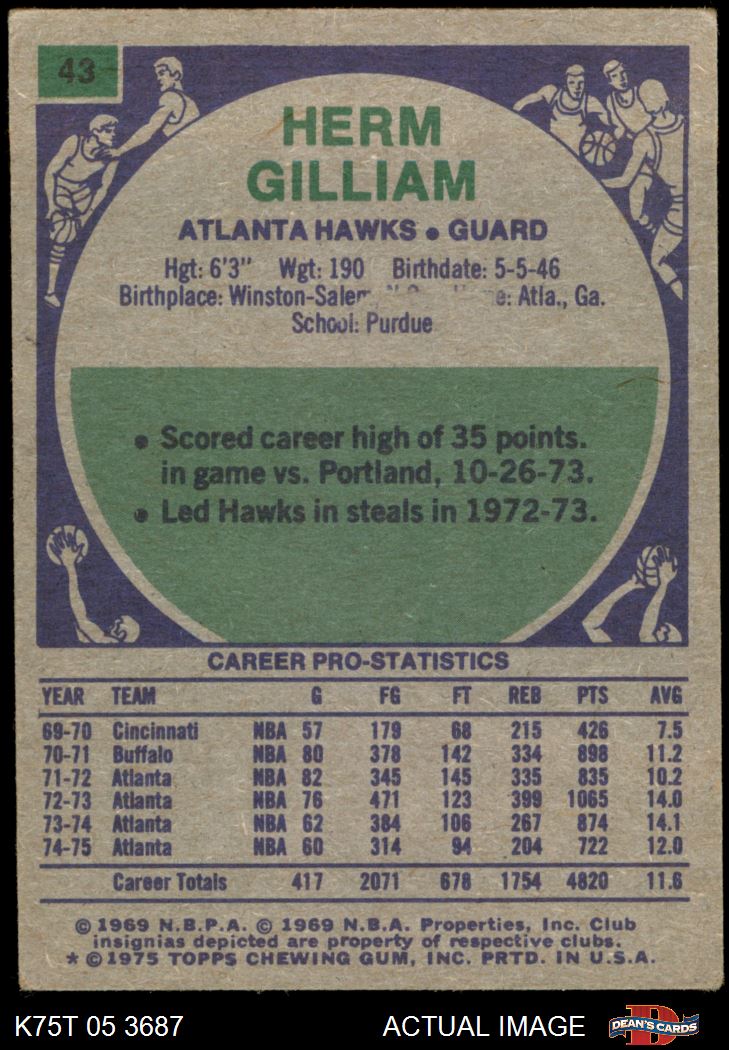 43
HERM
GILLIAM
ATLANTA HAWKS • GUARD
Hgt: 6'3" Wgt: 190 Birthdate: 5-5-46
Birthplace: Winston-Salem, Atla., Ga.
School: Purdue
• Scored career high of 35 points.
in game vs. Portland, 10-26-73.
• Led Hawks in steals in 1972-73.
CAREER PRO-STATISTICS
YEAR TEAM G FG FT REB PTS AVG
69-70 Cincinnati NBA 57 179 68 215 426 7.5
70-71 Buffalo NBA 80 378 142 334 898 11.2
71-72 Atlanta NBA 82 345 145 335 835 10.2
72-73 Atlanta NBA 76 471 123 399 1065 14.0
73-74 Atlanta NBA 62 384 106 267 874 14.1
74-75 Atlanta NBA 60 314 94 204 722 12.0
Career Totals 417 2071 678 1754 4820 11.6
© 1969 N.B.P.A. © 1969 N.B.A. Properties, Inc. Club
insignias depicted are property of respective clubs.
* © 1975 TOPPS CHEWING GUM, INC. PRTD. IN U.S.A.
K75T 05 3687 ACTUAL IMAGE DEAN'S CARDS